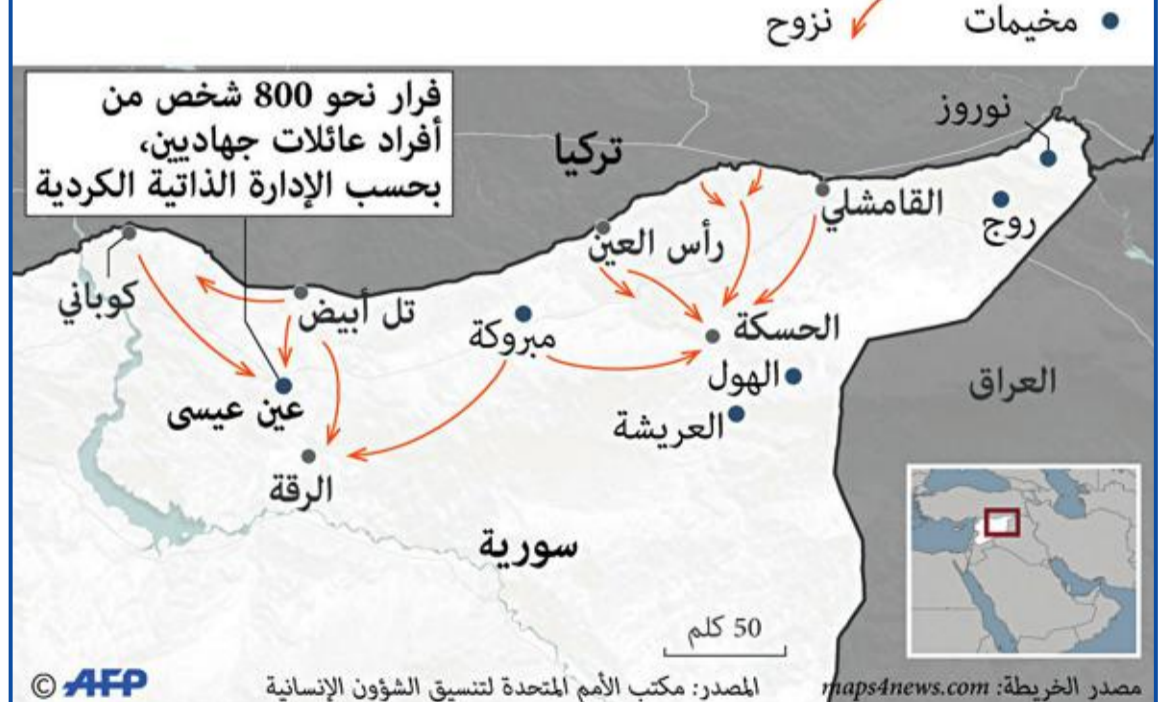 مخيمات
نزوح
فرار نحو 800 شخص من
أفراد عائلات جهاديين،
بحسب الإدارة الذاتية الكردية
تركيا
نوروز
القامشلي
روج
رأس العين
كوباني
تل أبيض
مبروكة
الحسكة
الهول
العريشة
العراق
عين عيسى
الرقة
سورية
50 كلم
مصدر الخريطة: maps4news.com
المصدر: مكتب الأمم المتحدة لتنسيق الشؤون الإنسانية
© AFP